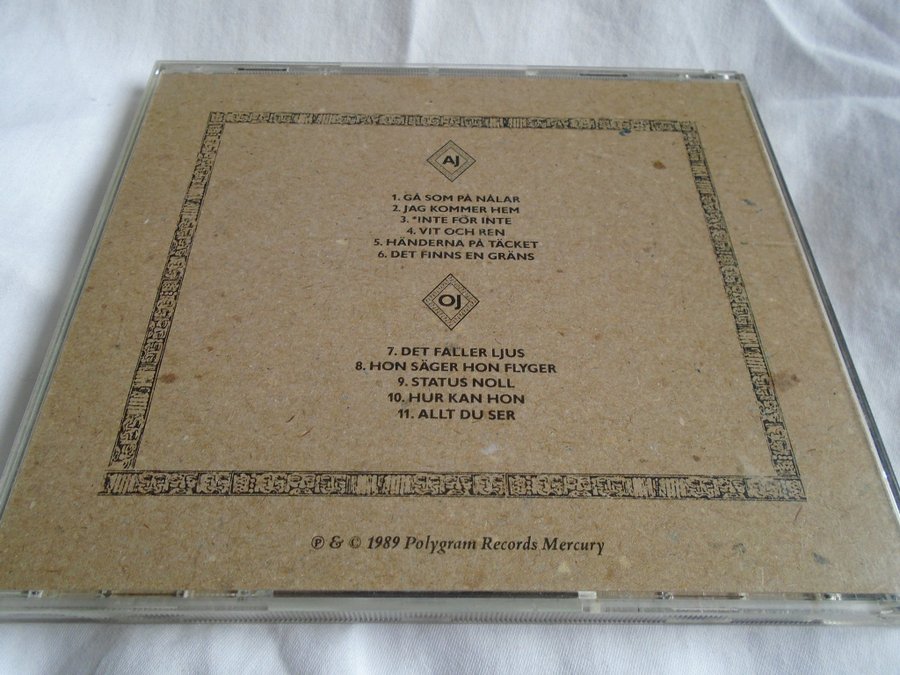 AJ
1. GÅ SOM PÅ NÅLAR
2. JAG KOMMER HEM
3. *INTE FÖR INTE
4. VIT OCH REN
5. HÄNDERNA PÅ TÄCKET
6. DET FINNS EN GRÄNS
OJ
7. DET FALLER LJUS
8. HON SÄGER HON FLYGER
9. STATUS NOLL
10. HUR KAN HON
11. ALLT DU SER
℗ & © 1989 Polygram Records Mercury